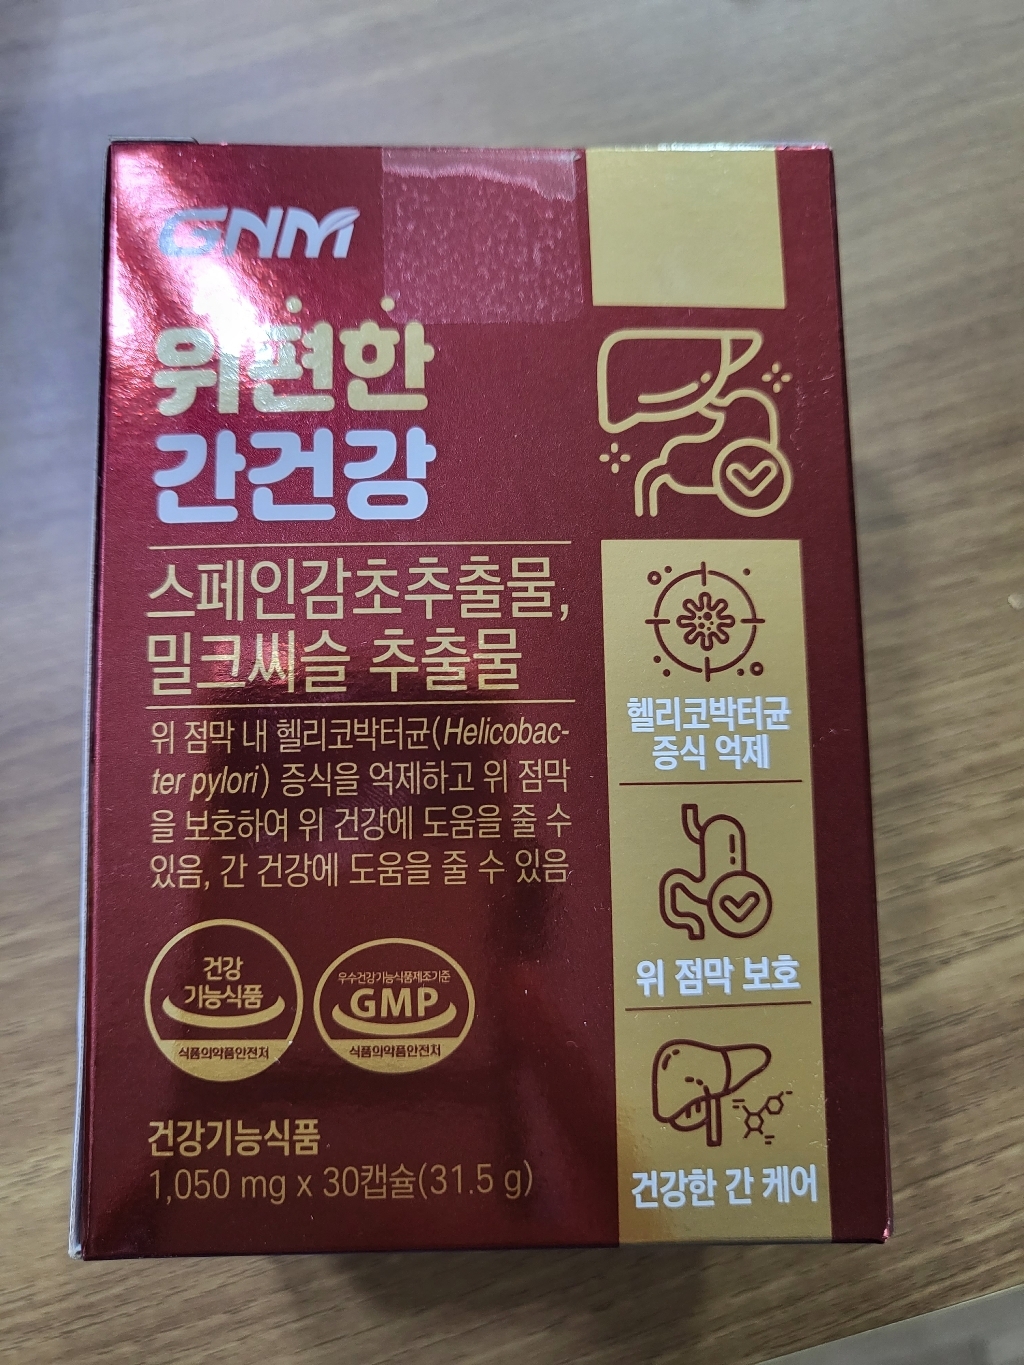 GNM
위편한
간건강
스페인감초추출물,
밀크씨슬 추출물
위 점막 내 헬리코박터균(Helicobac-
ter pylori) 증식을 억제하고 위 점막
을 보호하여 위 건강에 도움을 줄 수
있음, 간 건강에 도움을 줄 수 있음
건강
기능식품
식품의약품안전처
우수건강기능식품제조기준
GMP
식품의약품안전처
건강기능식품
1,050 mg x 30캡슐(31.5 g)
헬리코박터균
증식 억제
위 점막 보호
건강한 간 케어